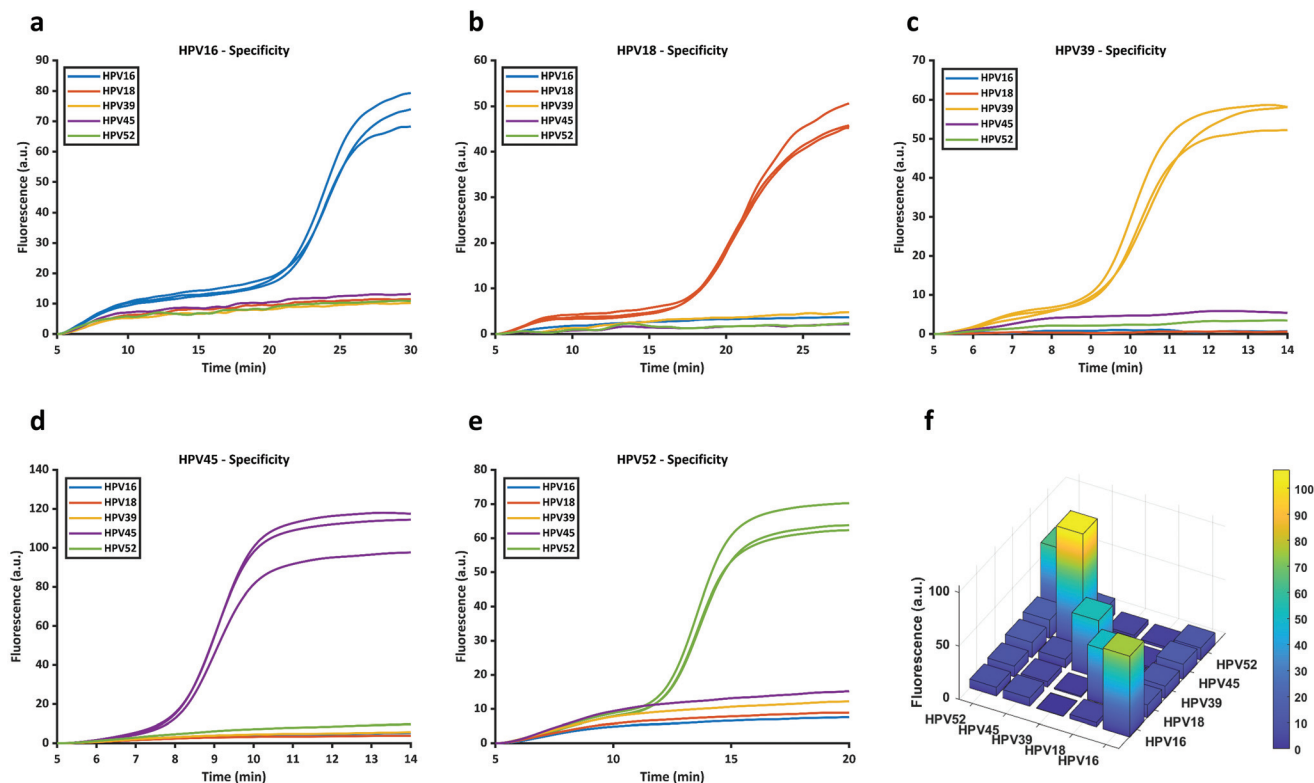 a
HPV16 - Specificity
90
80
70
60
50
40
30
20
10
0
Fluorescence (a.u.)
HPV16
HPV18
HPV39
HPV45
HPV52
5 10 15 20 25 30
Time (min)
b
HPV18 - Specificity
60
50
40
30
20
10
0
Fluorescence (a.u.)
HPV16
HPV18
HPV39
HPV45
HPV52
5 10 15 20 25
Time (min)
c
HPV39 - Specificity
70
60
50
40
30
20
10
0
Fluorescence (a.u.)
HPV16
HPV18
HPV39
HPV45
HPV52
5 6 7 8 9 10 11 12 13 14
Time (min)
d
HPV45 - Specificity
140
120
100
80
60
40
20
0
Fluorescence (a.u.)
HPV16
HPV18
HPV39
HPV45
HPV52
5 6 7 8 9 10 11 12 13 14
Time (min)
e
HPV52 - Specificity
80
70
60
50
40
30
20
10
0
Fluorescence (a.u.)
HPV16
HPV18
HPV39
HPV45
HPV52
5 10 15 20
Time (min)
f
100
50
0
Fluorescence (a.u.)
HPV52
HPV45
HPV39
HPV18
HPV16
HPV52
HPV45
HPV39
HPV18
HPV16
100
90
80
70
60
50
40
30
20
10
0